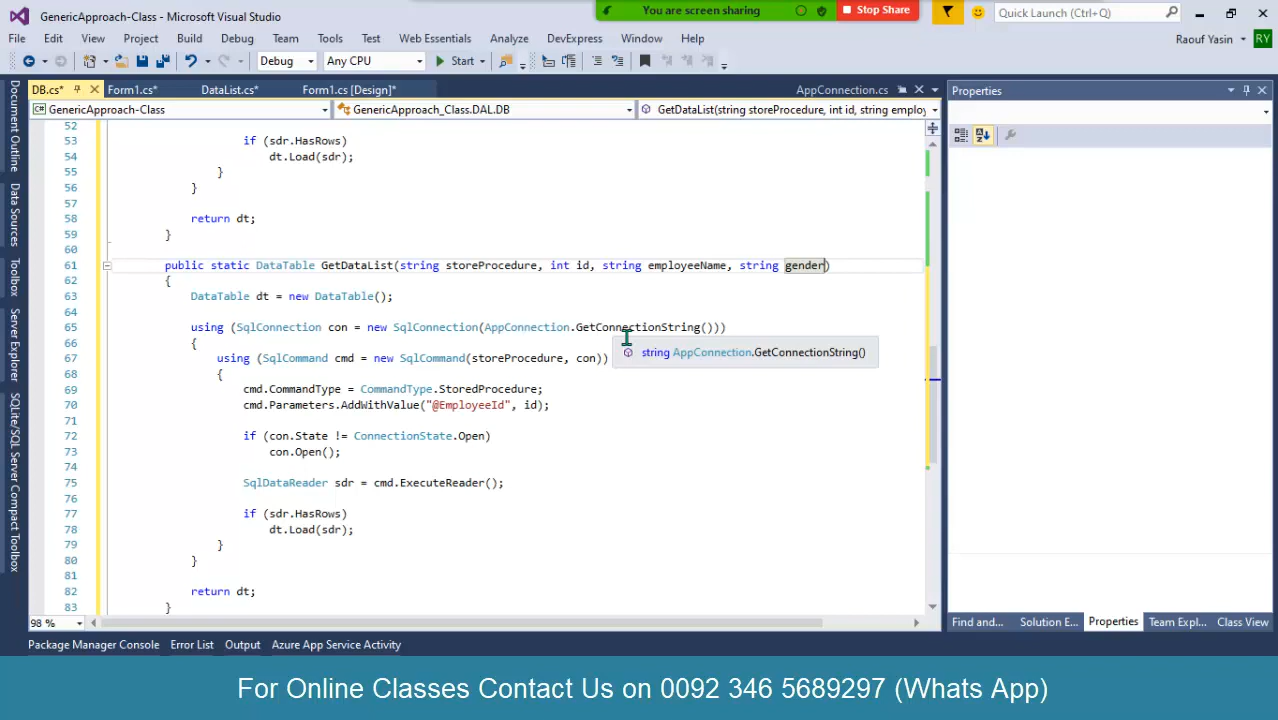 GenericApproach-Class - Microsoft Visual Studio
You are screen sharing
Stop Share
Quick Launch (Ctrl+Q)
File Edit View Project Build Debug Team Tools Test Web Essentials Analyze DevExpress Window Help
Raouf Yasin RY
Debug Any CPU Start
DB.cs* Form1.cs* DataList.cs* Form1.cs [Design]* AppConnection.cs
Properties
GenericApproach-Class GenericApproach_Class.DAL.DB GetDataList(string storeProcedure, int id, string employ
Document Outline
Data Sources
Toolbox
Server Explorer
SQLite/SQL Server Compact Toolbox
52
53 if (sdr.HasRows)
54 dt.Load(sdr);
55 }
56 }
57
58 return dt;
59 }
60
61 public static DataTable GetDataList(string storeProcedure, int id, string employeeName, string gender)
62 {
63 DataTable dt = new DataTable();
64
65 using (SqlConnection con = new SqlConnection(AppConnection.GetConnectionString()))
66 {
string AppConnection.GetConnectionString()
67 using (SqlCommand cmd = new SqlCommand(storeProcedure, con))
68 {
69 cmd.CommandType = CommandType.StoredProcedure;
70 cmd.Parameters.AddWithValue("@EmployeeId", id);
71
72 if (con.State != ConnectionState.Open)
73 con.Open();
74
75 SqlDataReader sdr = cmd.ExecuteReader();
76
77 if (sdr.HasRows)
78 dt.Load(sdr);
79 }
80 }
81
82 return dt;
83 }
98 %
Find and... Solution E... Properties Team Expl... Class View
Package Manager Console Error List Output Azure App Service Activity
For Online Classes Contact Us on 0092 346 5689297 (Whats App)